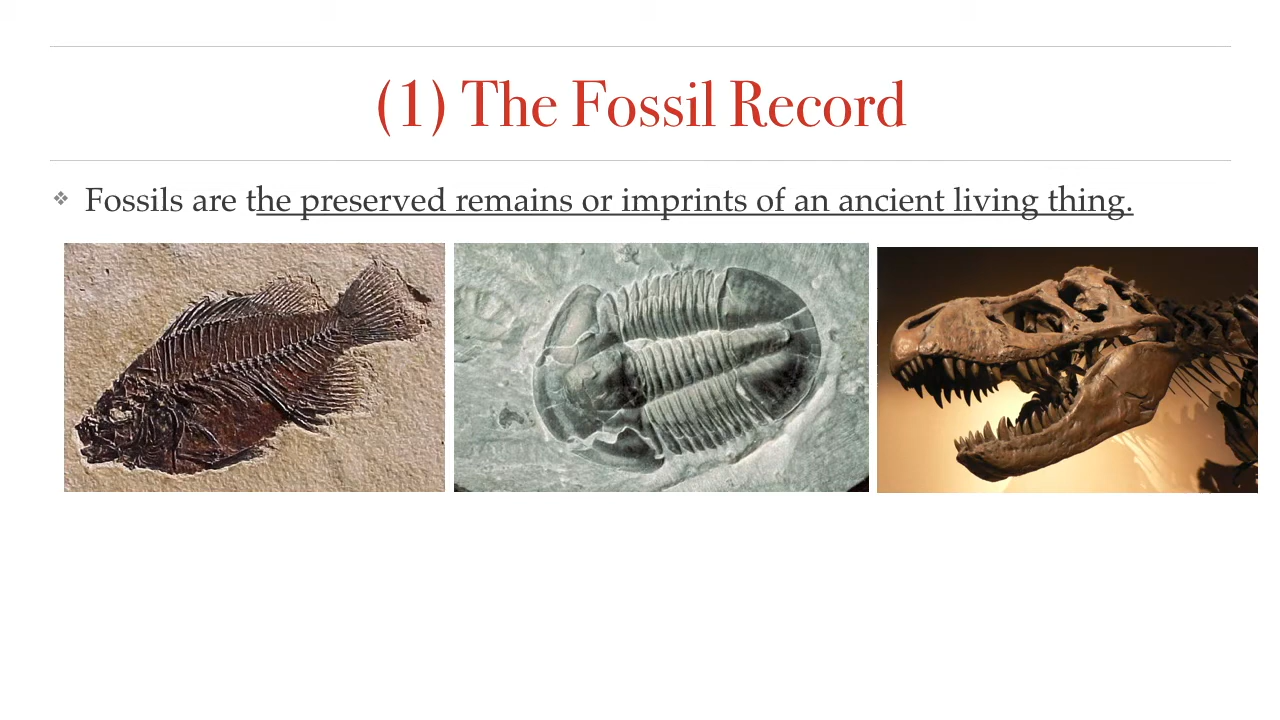 (1) The Fossil Record
❖ Fossils are the preserved remains or imprints of an ancient living thing.